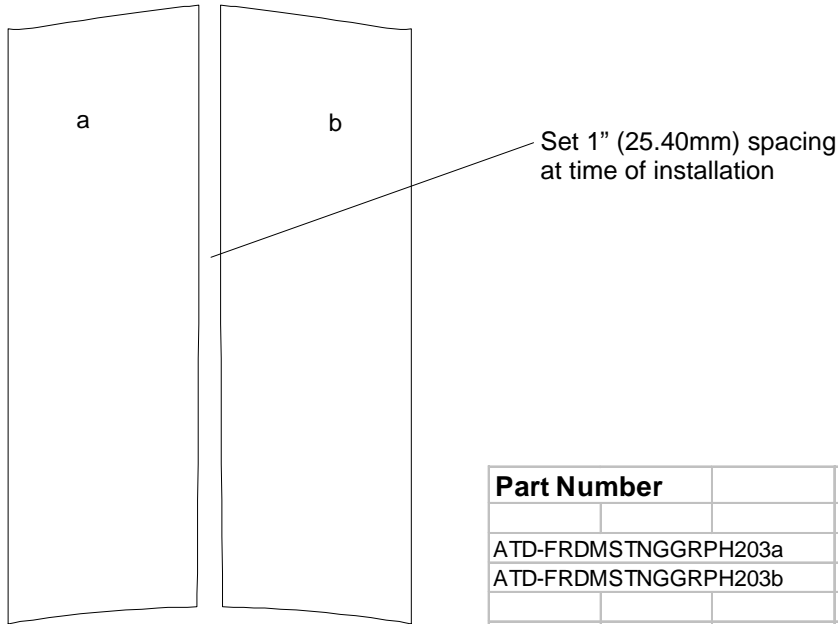 a
b
Set 1” (25.40mm) spacing
at time of installation
Part Number
ATD-FRDMSTNGGRPH203a
ATD-FRDMSTNGGRPH203b